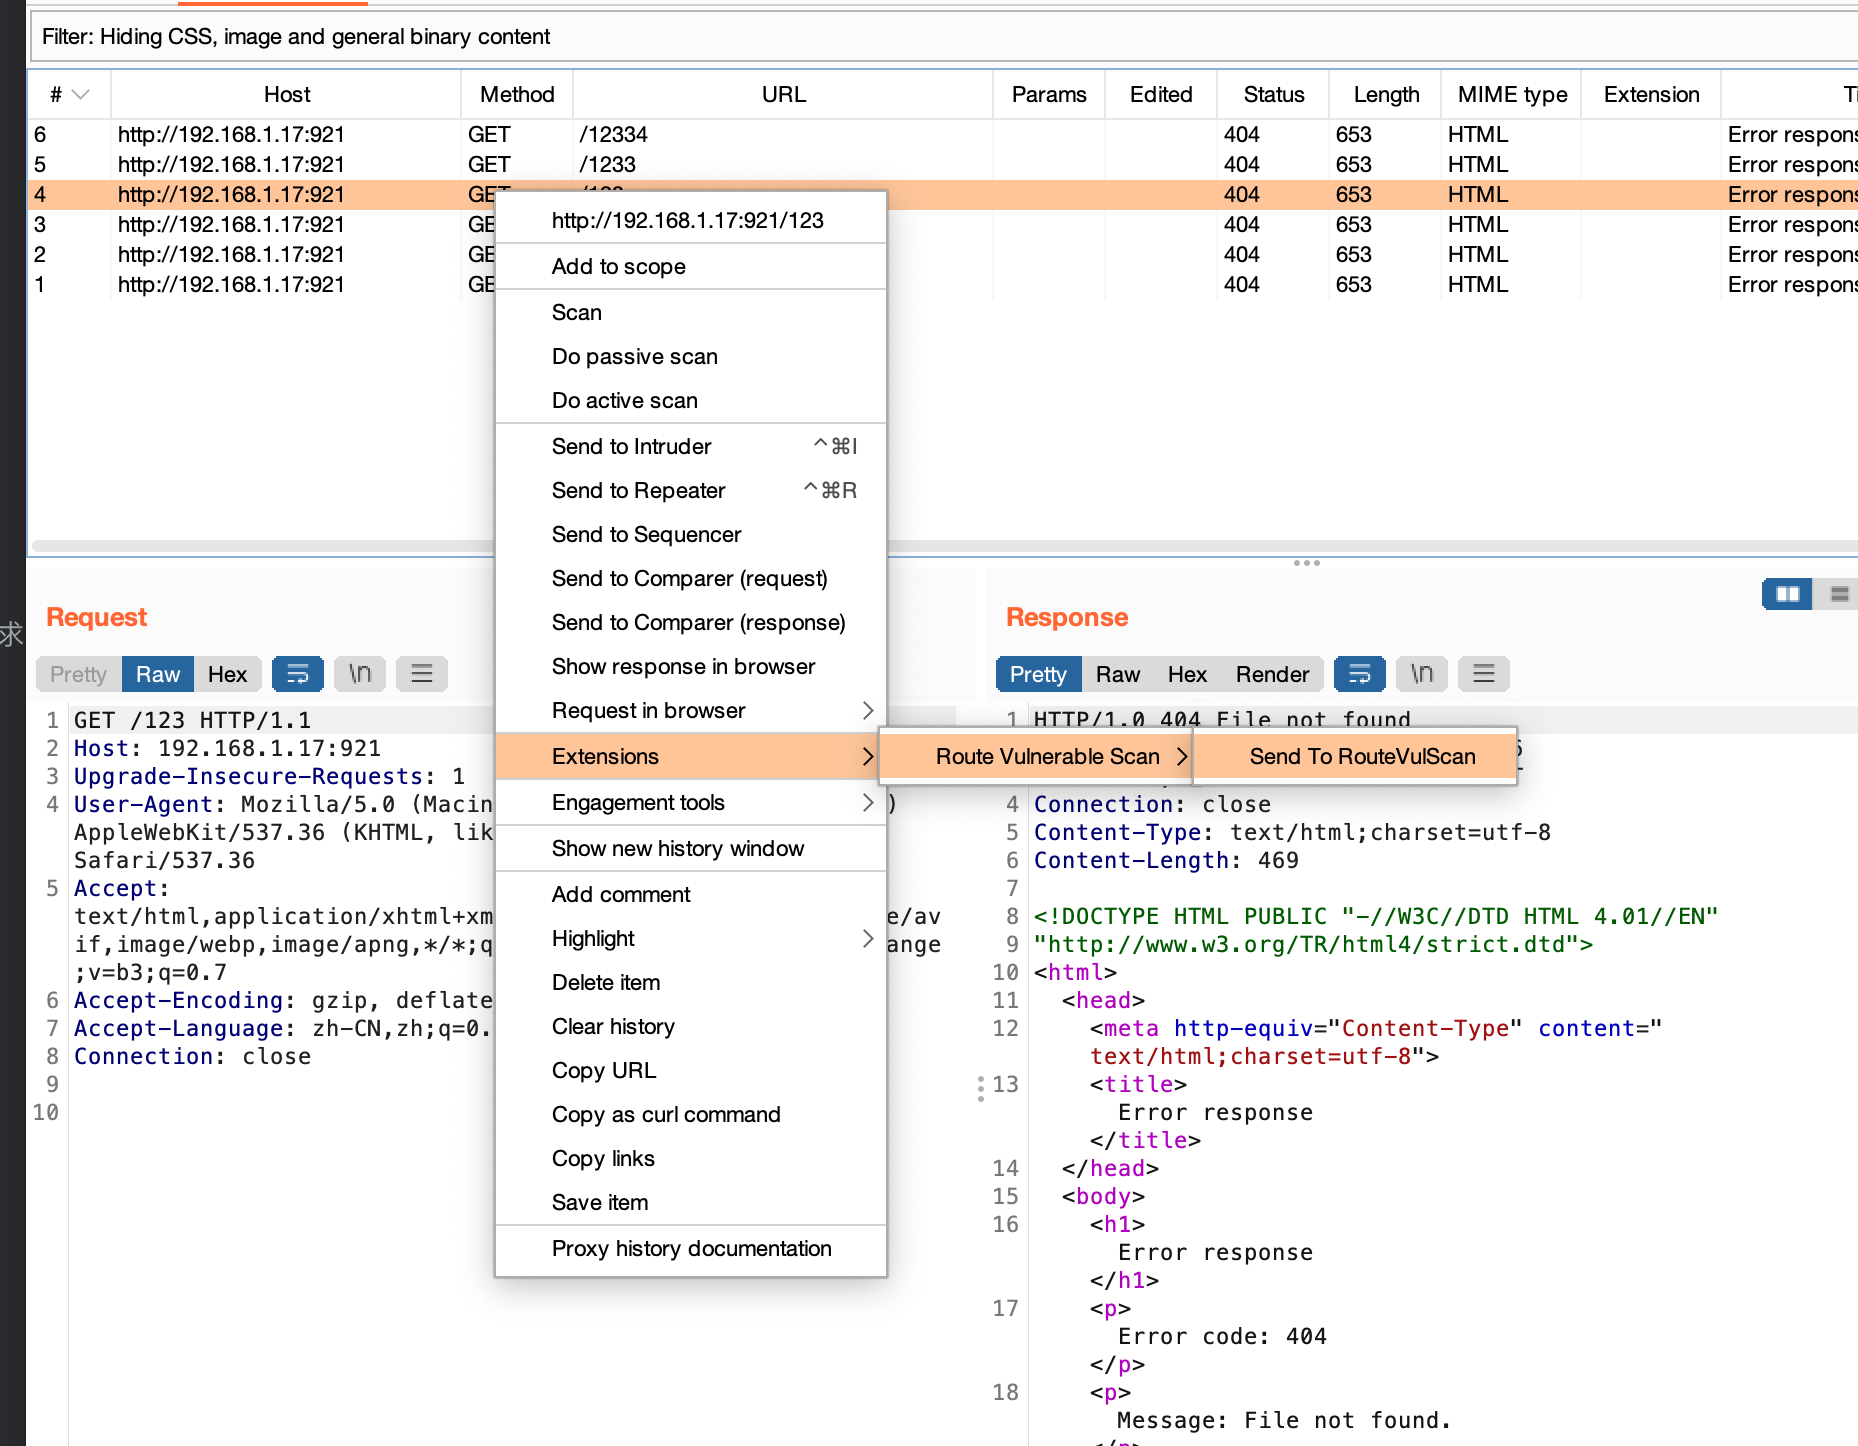 Filter: Hiding CSS, image and general binary content
# Host Method URL Params Edited Status Length MIME type Extension
6 http://192.168.1.17:921 GET /12334 404 653 HTML Error respons
5 http://192.168.1.17:921 GET /1233 404 653 HTML Error respons
4 http://192.168.1.17:921 404 653 HTML Error respons
3 http://192.168.1.17:921 404 653 HTML Error respons
2 http://192.168.1.17:921 404 653 HTML Error respons
1 http://192.168.1.17:921 404 653 HTML Error respons
http://192.168.1.17:921/123
Add to scope
Scan
Do passive scan
Do active scan
Send to Intruder ^⌘I
Send to Repeater ^⌘R
Send to Sequencer
Send to Comparer (request)
Send to Comparer (response)
Show response in browser
Request in browser
Extensions
Route Vulnerable Scan
Send To RouteVulScan
Engagement tools
Show new history window
Add comment
Highlight
Delete item
Clear history
Copy URL
Copy as curl command
Copy links
Save item
Proxy history documentation
求
Request
Pretty Raw Hex \n
1 GET /123 HTTP/1.1
2 Host: 192.168.1.17:921
3 Upgrade-Insecure-Requests: 1
4 User-Agent: Mozilla/5.0 (Macin )
AppleWebKit/537.36 (KHTML, lik
Safari/537.36
5 Accept:
text/html,application/xhtml+xm e/av
if,image/webp,image/apng,*/*;q ange
;v=b3;q=0.7
6 Accept-Encoding: gzip, deflate
7 Accept-Language: zh-CN,zh;q=0.
8 Connection: close
9
10
Response
Pretty Raw Hex Render \n
1 HTTP/1.0 404 File not found
4 Connection: close
5 Content-Type: text/html;charset=utf-8
6 Content-Length: 469
7
8 <!DOCTYPE HTML PUBLIC "-//W3C//DTD HTML 4.01//EN"
9 "http://www.w3.org/TR/html4/strict.dtd">
10 <html>
11 <head>
12 <meta http-equiv="Content-Type" content="
text/html;charset=utf-8">
13 <title>
Error response
</title>
14 </head>
15 <body>
16 <h1>
Error response
</h1>
17 <p>
Error code: 404
</p>
18 <p>
Message: File not found.